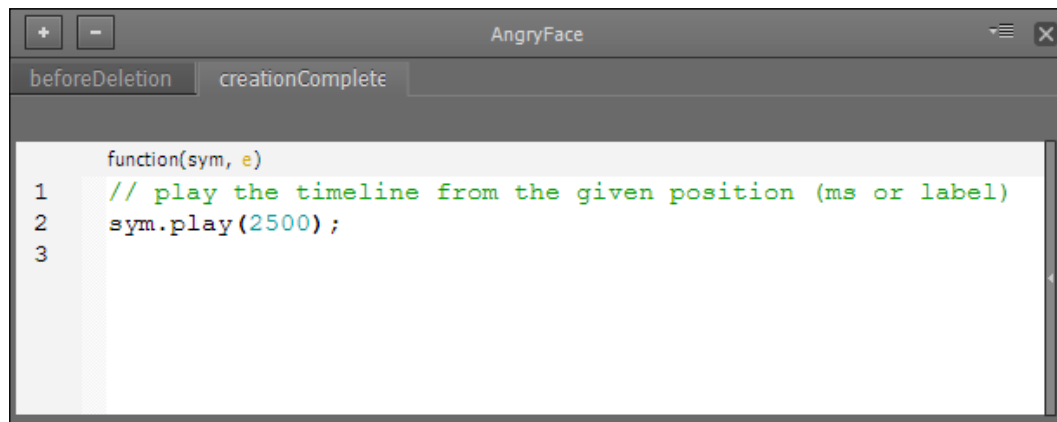 + - AngryFace
beforeDeletion creationComplete
function(sym, e)
1 // play the timeline from the given position (ms or label)
2 sym.play(2500);
3